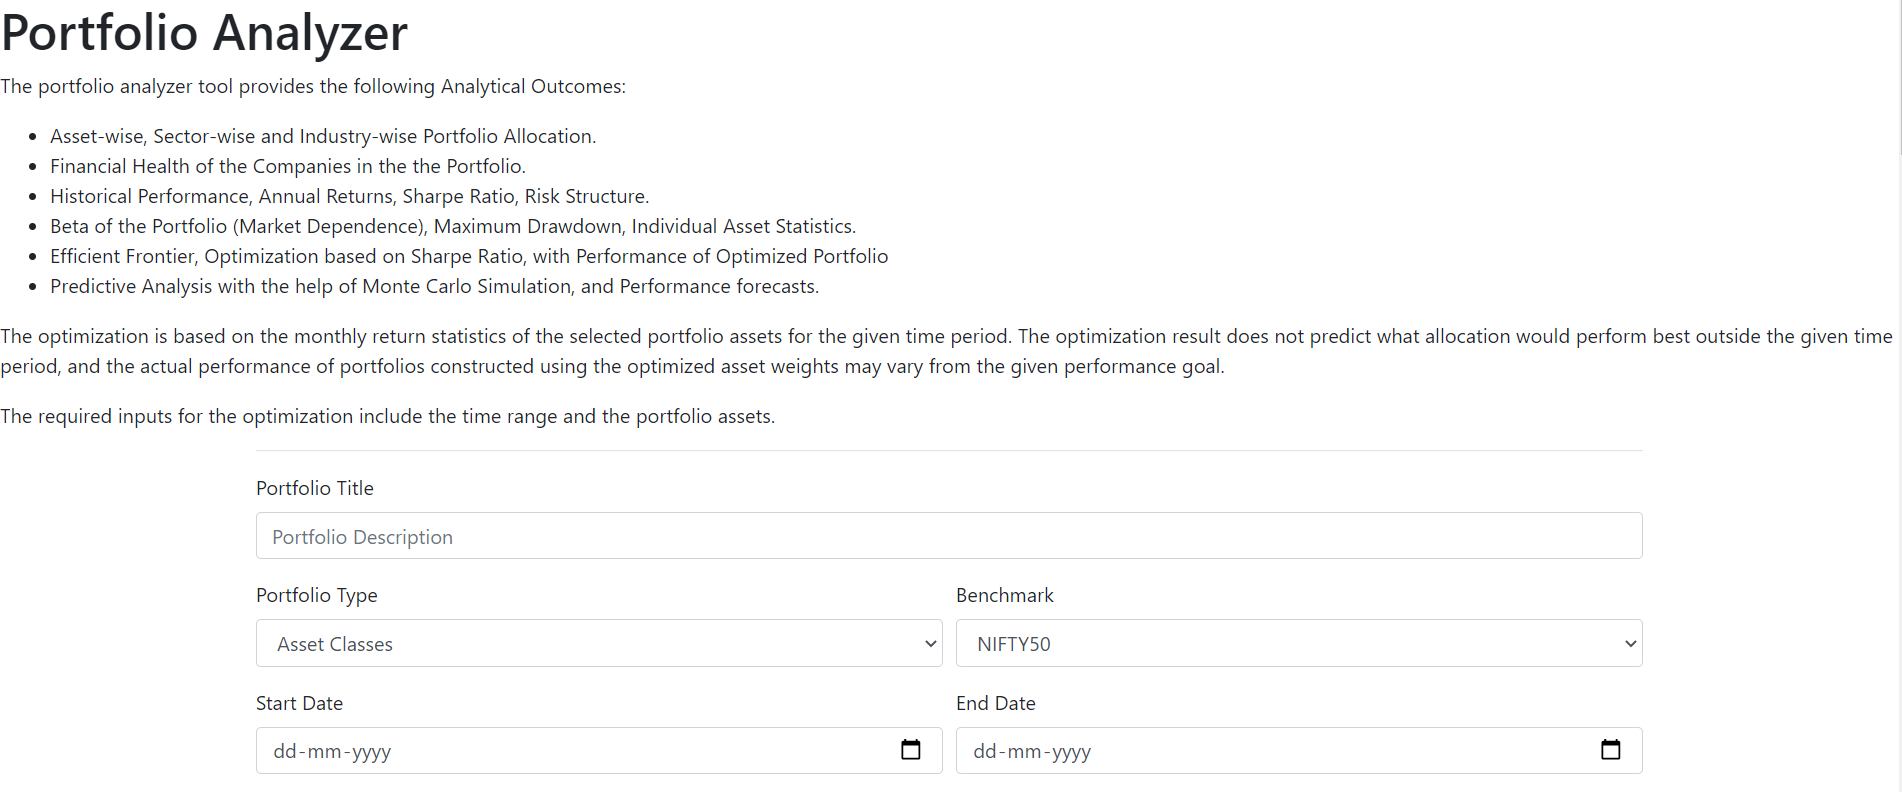 Portfolio Analyzer
The portfolio analyzer tool provides the following Analytical Outcomes:
• Asset-wise, Sector-wise and Industry-wise Portfolio Allocation.
• Financial Health of the Companies in the the Portfolio.
• Historical Performance, Annual Returns, Sharpe Ratio, Risk Structure.
• Beta of the Portfolio (Market Dependence), Maximum Drawdown, Individual Asset Statistics.
• Efficient Frontier, Optimization based on Sharpe Ratio, with Performance of Optimized Portfolio
• Predictive Analysis with the help of Monte Carlo Simulation, and Performance forecasts.
The optimization is based on the monthly return statistics of the selected portfolio assets for the given time period. The optimization result does not predict what allocation would perform best outside the given time
period, and the actual performance of portfolios constructed using the optimized asset weights may vary from the given performance goal.
The required inputs for the optimization include the time range and the portfolio assets.
Portfolio Title
Portfolio Description
Portfolio Type
Asset Classes
Benchmark
NIFTY50
Start Date
dd-mm-yyyy
End Date
dd-mm-yyyy